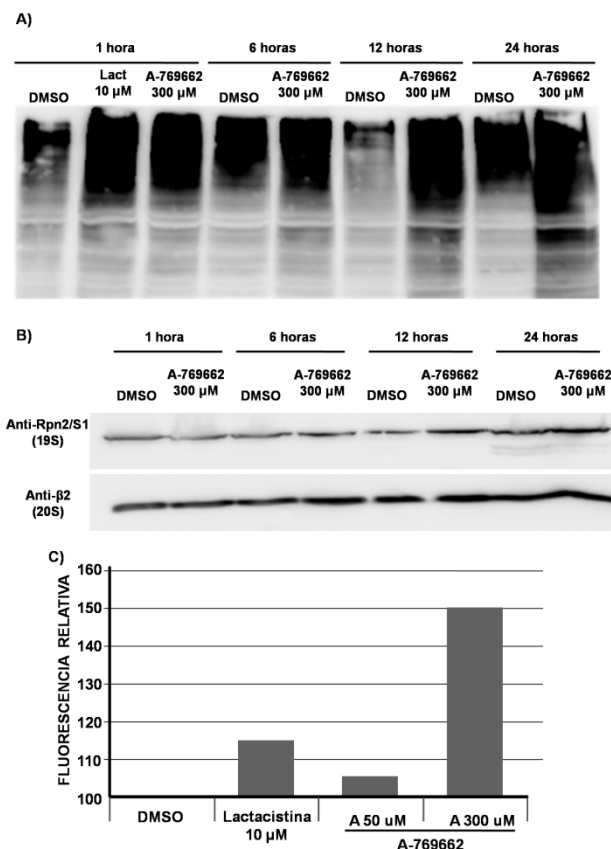 A)
1 hora 6 horas 12 horas 24 horas
DMSO Lact 10 µM A-769662 300 µM DMSO A-769662 300 µM DMSO A-769662 300 µM DMSO A-769662 300 µM
B)
1 hora 6 horas 12 horas 24 horas
DMSO A-769662 300 µM DMSO A-769662 300 µM DMSO A-769662 300 µM DMSO A-769662 300 µM
Anti-Rpn2/S1
(19S)
Anti-β2
(20S)
C)
FLUORESCENCIA RELATIVA
160
150
140
130
120
110
100
DMSO Lactacistina 10 µM A 50 uM A 300 uM
A-769662